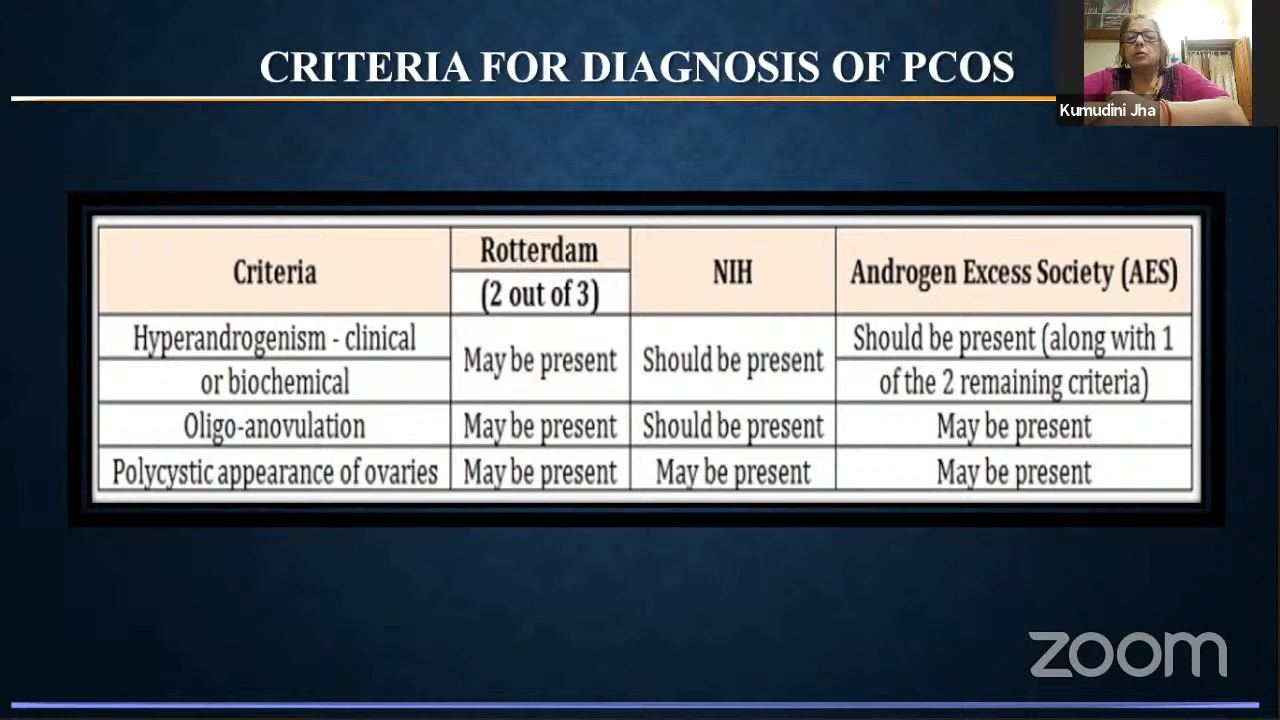 CRITERIA FOR DIAGNOSIS OF PCOS
Kumudini Jha
Criteria
Rotterdam
(2 out of 3)
NIH
Androgen Excess Society (AES)
Hyperandrogenism - clinical
or biochemical
May be present
Should be present
Should be present (along with 1
of the 2 remaining criteria)
Oligo-anovulation
May be present
Should be present
May be present
Polycystic appearance of ovaries
May be present
May be present
May be present
zoom